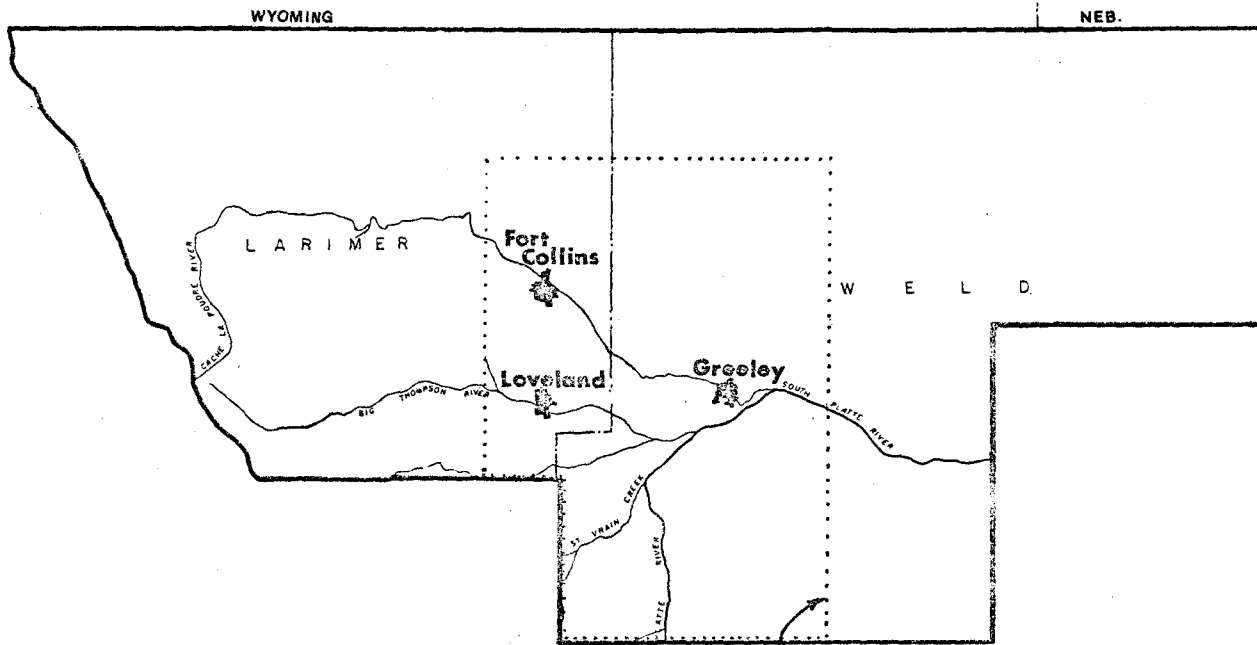 WYOMING
NEB.
LARIMER
CACHE LA POUDRE RIVER
Fort
Collins
WELD
Loveland
BIG THOMPSON RIVER
Greeley
SOUTH PLATTE RIVER
ST VRAIN CREEK
ATTE RIVER